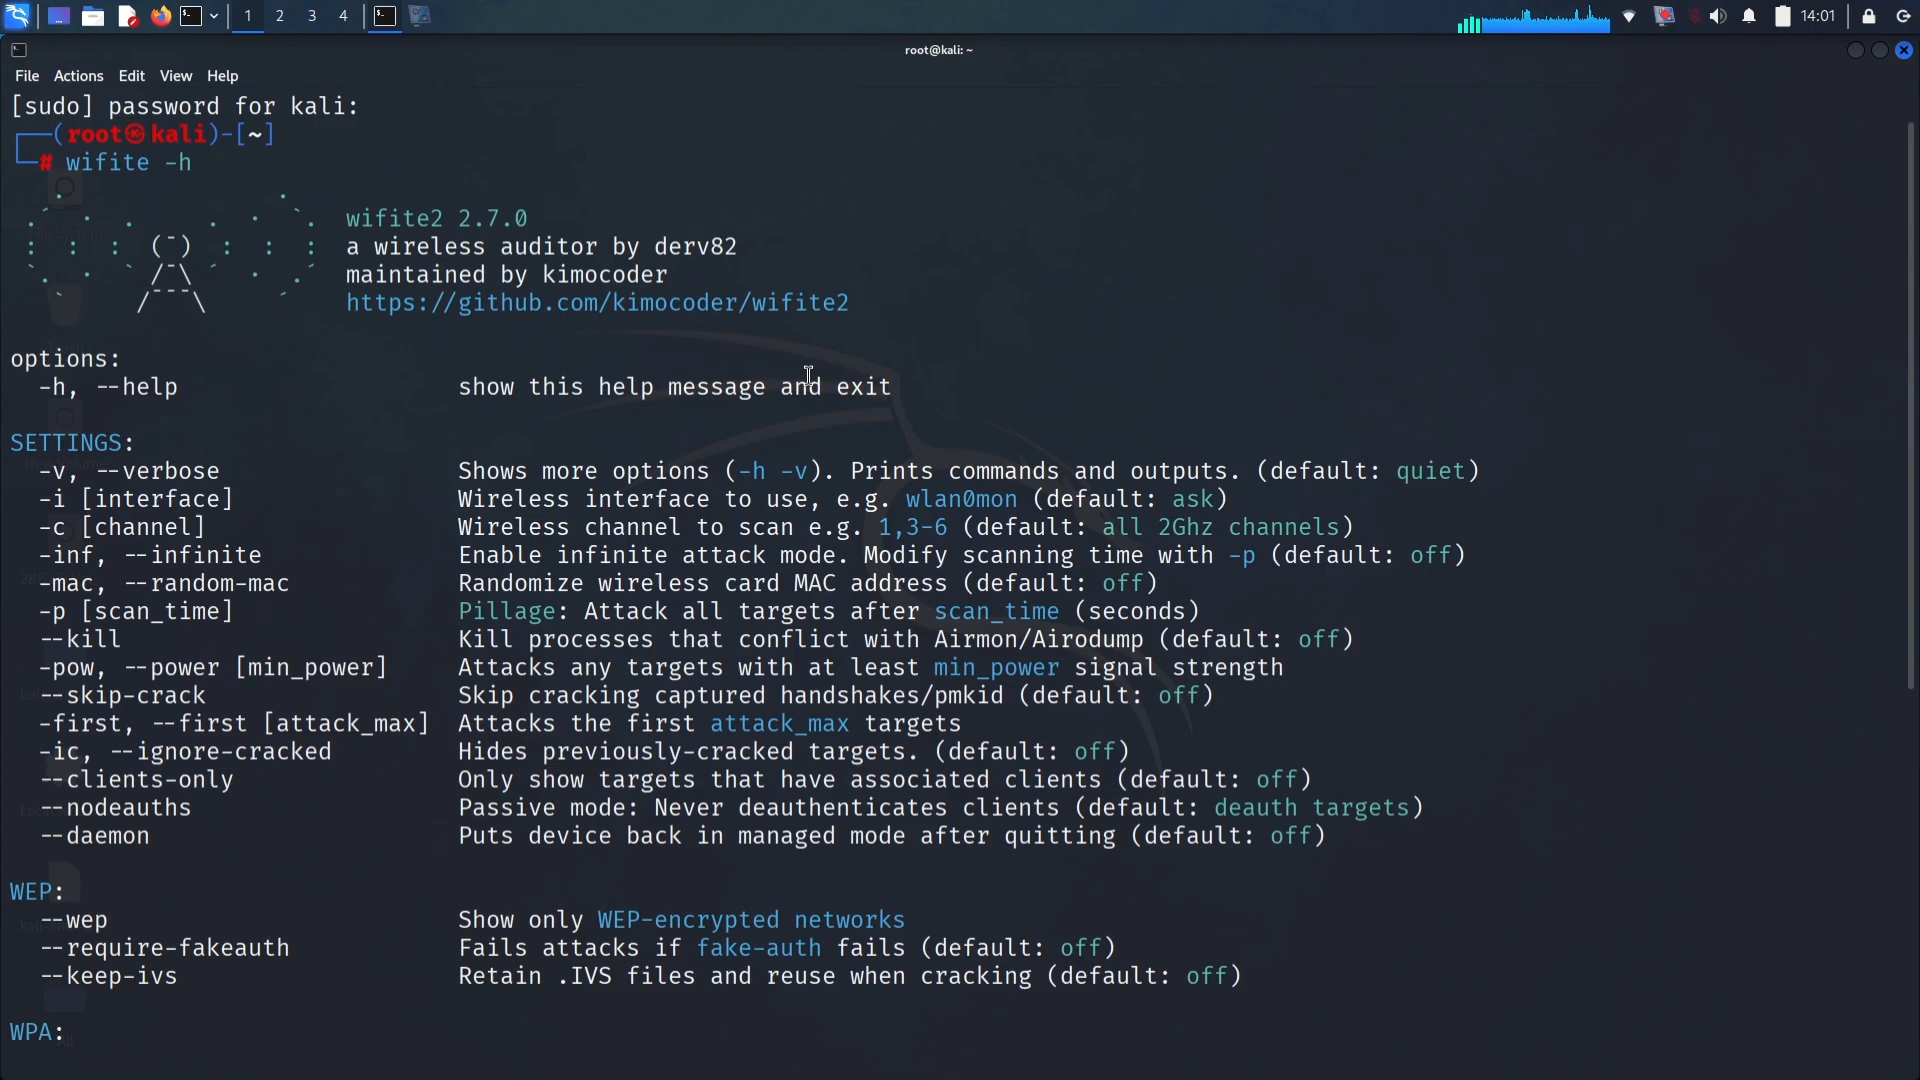 1 2 3 4 14:01
root@kali: ~
File Actions Edit View Help
[sudo] password for kali:
(root㉿kali)-[~]
# wifite -h
wifite2 2.7.0
a wireless auditor by derv82
maintained by kimocoder
https://github.com/kimocoder/wifite2
options:
-h, --help show this help message and exit
SETTINGS:
-v, --verbose Shows more options (-h -v). Prints commands and outputs. (default: quiet)
-i [interface] Wireless interface to use, e.g. wlan0mon (default: ask)
-c [channel] Wireless channel to scan e.g. 1,3-6 (default: all 2Ghz channels)
-inf, --infinite Enable infinite attack mode. Modify scanning time with -p (default: off)
-mac, --random-mac Randomize wireless card MAC address (default: off)
-p [scan_time] Pillage: Attack all targets after scan_time (seconds)
--kill Kill processes that conflict with Airmon/Airodump (default: off)
-pow, --power [min_power] Attacks any targets with at least min_power signal strength
--skip-crack Skip cracking captured handshakes/pmkid (default: off)
-first, --first [attack_max] Attacks the first attack_max targets
-ic, --ignore-cracked Hides previously-cracked targets. (default: off)
--clients-only Only show targets that have associated clients (default: off)
--nodeauths Passive mode: Never deauthenticates clients (default: deauth targets)
--daemon Puts device back in managed mode after quitting (default: off)
WEP:
--wep Show only WEP-encrypted networks
--require-fakeauth Fails attacks if fake-auth fails (default: off)
--keep-ivs Retain .IVS files and reuse when cracking (default: off)
WPA: